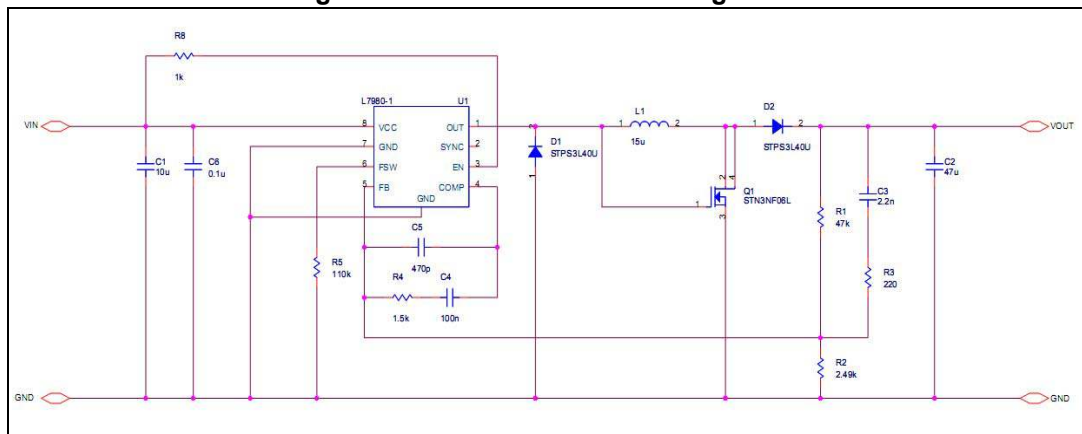 R8
1k
L7980-1 U1
VIN
8 VCC OUT 1
7 GND SYNC 2
6 FSW EN 3
5 FB COMP 4
GND
C1
10u
C6
0.1u
R5
110k
C5
470p
R4 C4
1.5k 100n
2
D1
STPS3L40U
1
L1
1 2
15u
D2
1 2
STPS3L40U
VOUT
2
4
Q1
STN3NF06L
1
3
R1
47k
C3
2.2n
C2
47u
R3
220
R2
2.49k
GND
GND